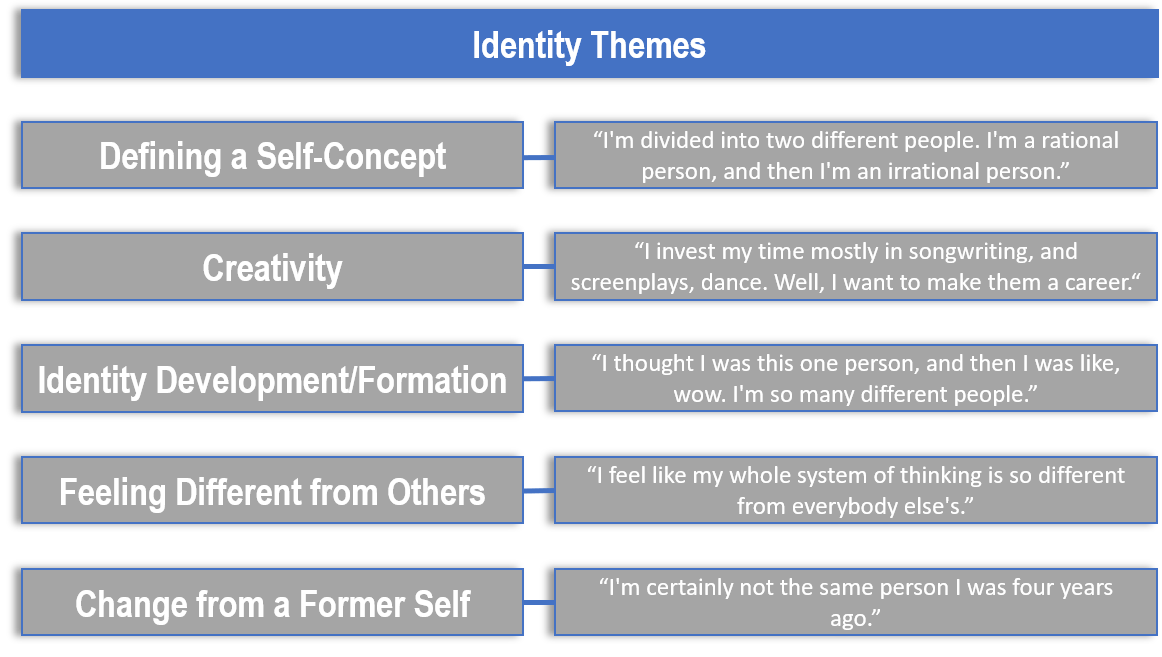 Identity Themes
Defining a Self-Concept
“I'm divided into two different people. I'm a rational
person, and then I'm an irrational person.”
Creativity
“I invest my time mostly in songwriting, and
screenplays, dance. Well, I want to make them a career.“
Identity Development/Formation
“I thought I was this one person, and then I was like,
wow. I'm so many different people.”
Feeling Different from Others
“I feel like my whole system of thinking is so different
from everybody else's.”
Change from a Former Self
“I'm certainly not the same person I was four years
ago.”